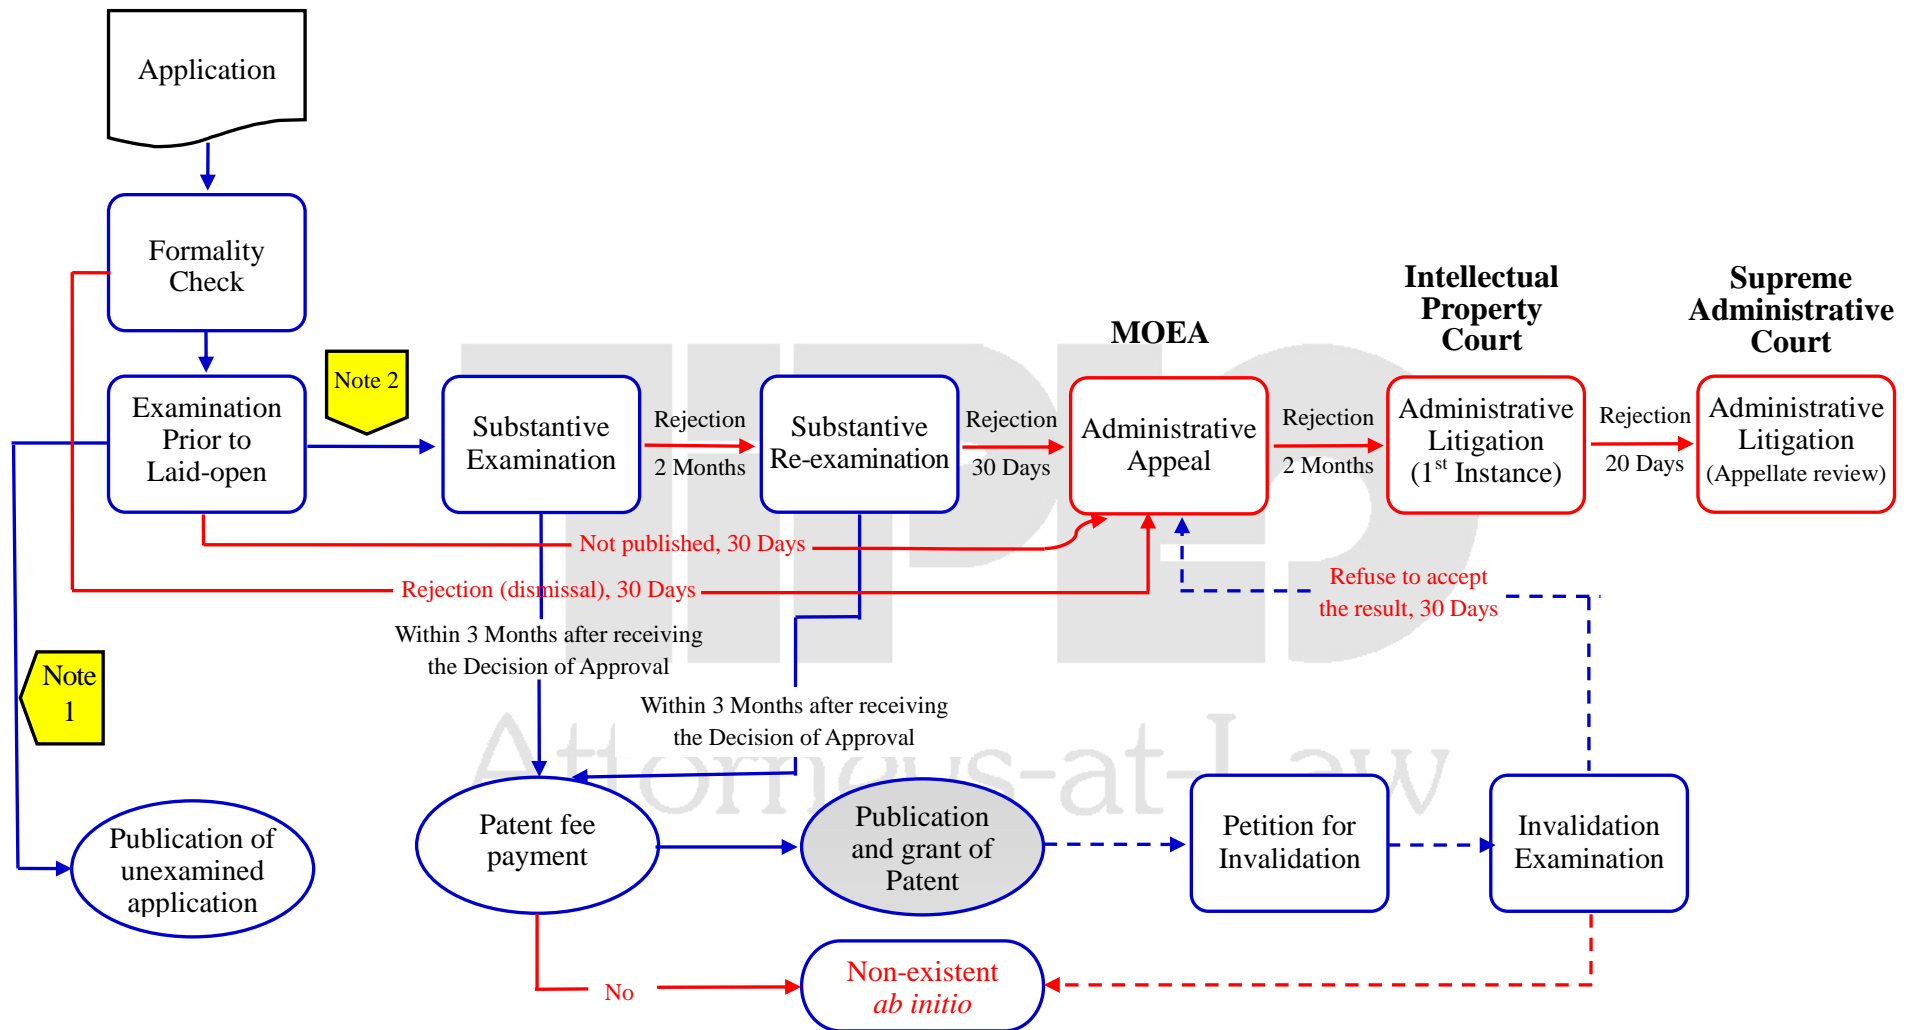 Application
Formality
Check
Examination
Prior to
Laid-open
Note 2
Substantive
Examination
Rejection
2 Months
Substantive
Re-examination
Rejection
30 Days
MOEA
Administrative
Appeal
Rejection
2 Months
Intellectual
Property
Court
Administrative
Litigation
(1st Instance)
Rejection
20 Days
Supreme
Administrative
Court
Administrative
Litigation
(Appellate review)
Not published, 30 Days
Rejection (dismissal), 30 Days
Refuse to accept
the result, 30 Days
Within 3 Months after receiving
the Decision of Approval
Within 3 Months after receiving
the Decision of Approval
Note
1
Publication of
unexamined
application
Patent fee
payment
Publication
and grant of
Patent
Petition for
Invalidation
Invalidation
Examination
No
Non-existent
ab initio
TIPLO
Attorneys-at-Law